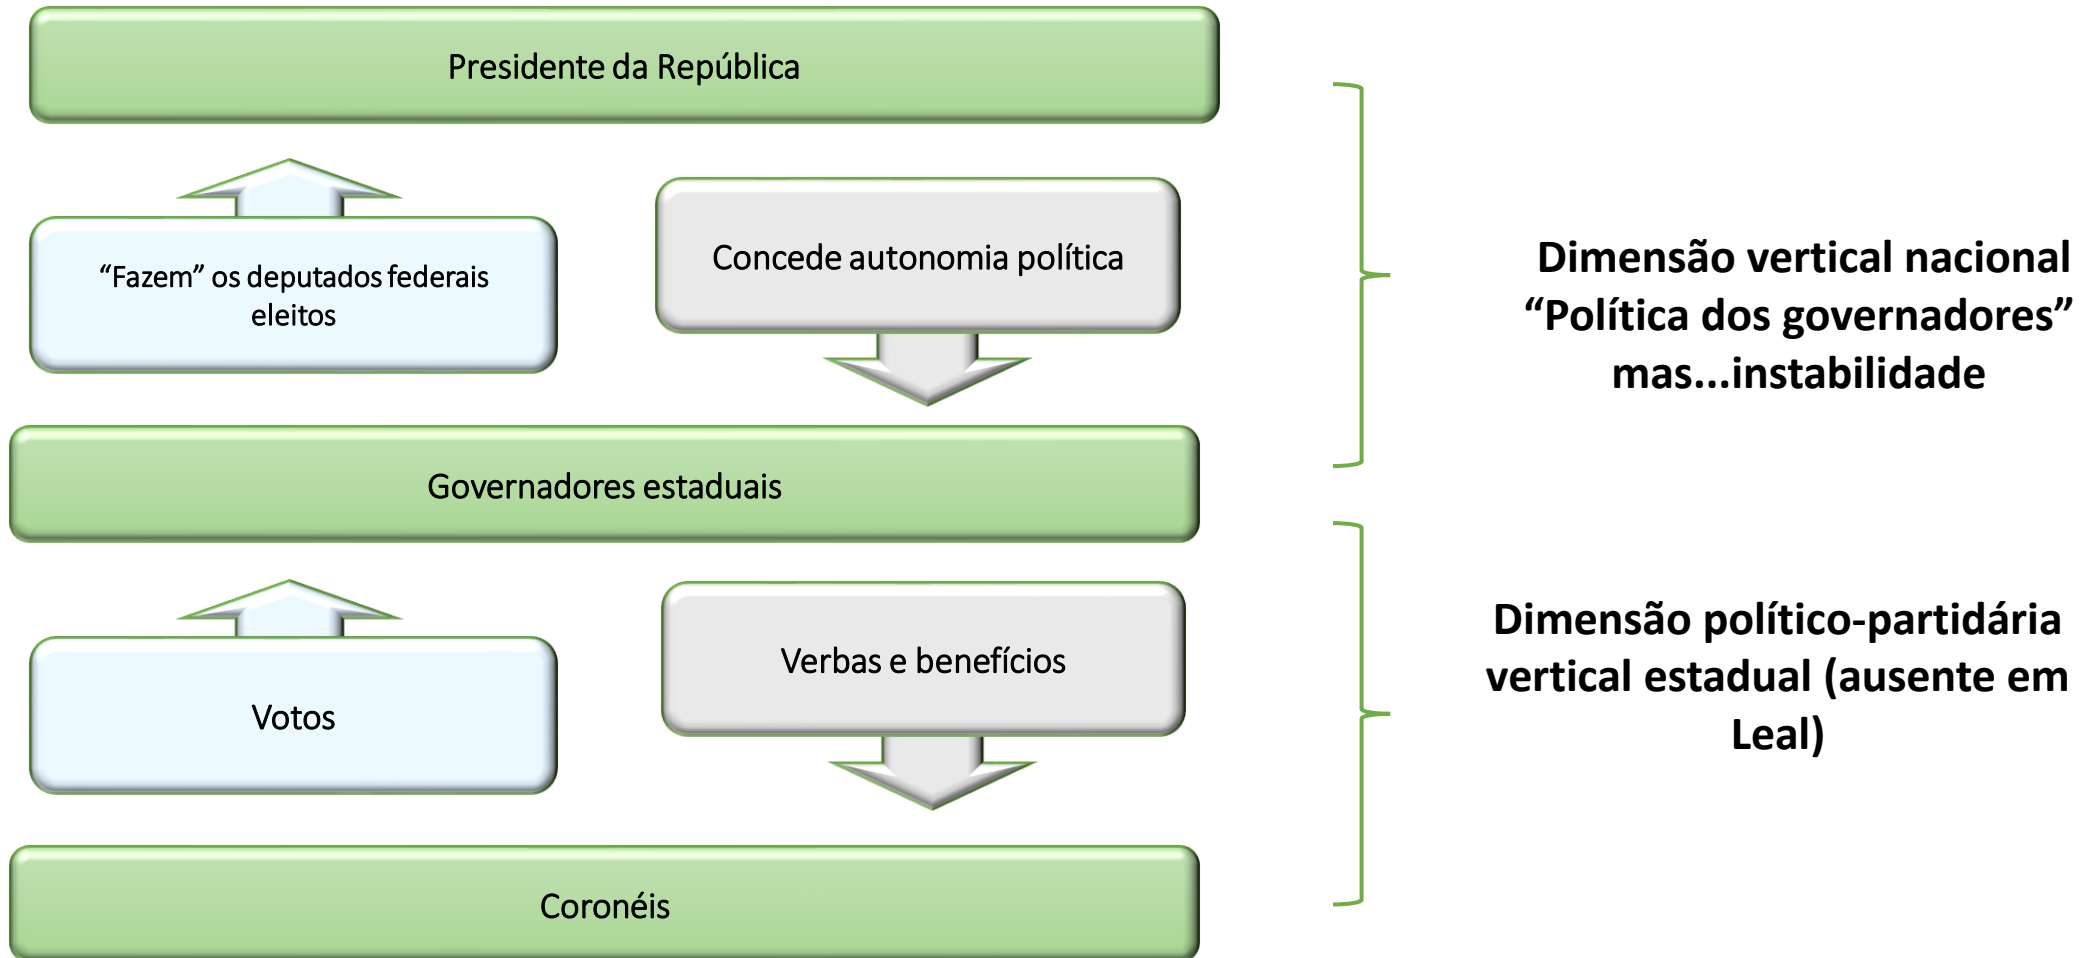 Presidente da República
“Fazem” os deputados federais
eleitos
Concede autonomia política
Dimensão vertical nacional
“Política dos governadores”
mas...instabilidade
Governadores estaduais
Votos
Verbas e benefícios
Dimensão político-partidária
vertical estadual (ausente em
Leal)
Coronéis